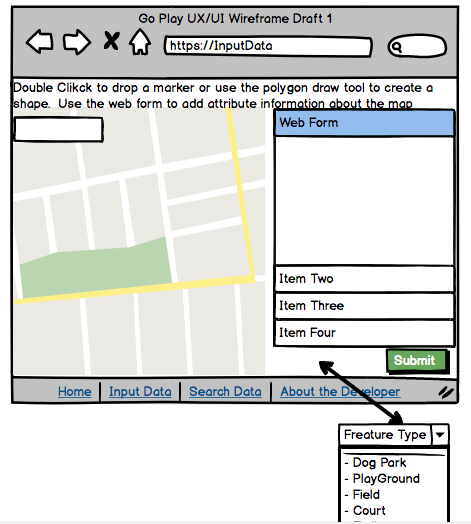 Go Play UX/UI Wireframe Draft 1
https://InputData
Double Clikck to drop a marker or use the polygon draw tool to create a
shape. Use the web form to add attribute information about the map
Web Form
Item Two
Item Three
Item Four
Submit
Home
Input Data
Search Data
About the Developer
Freature Type
- Dog Park
- PlayGround
- Field
- Court